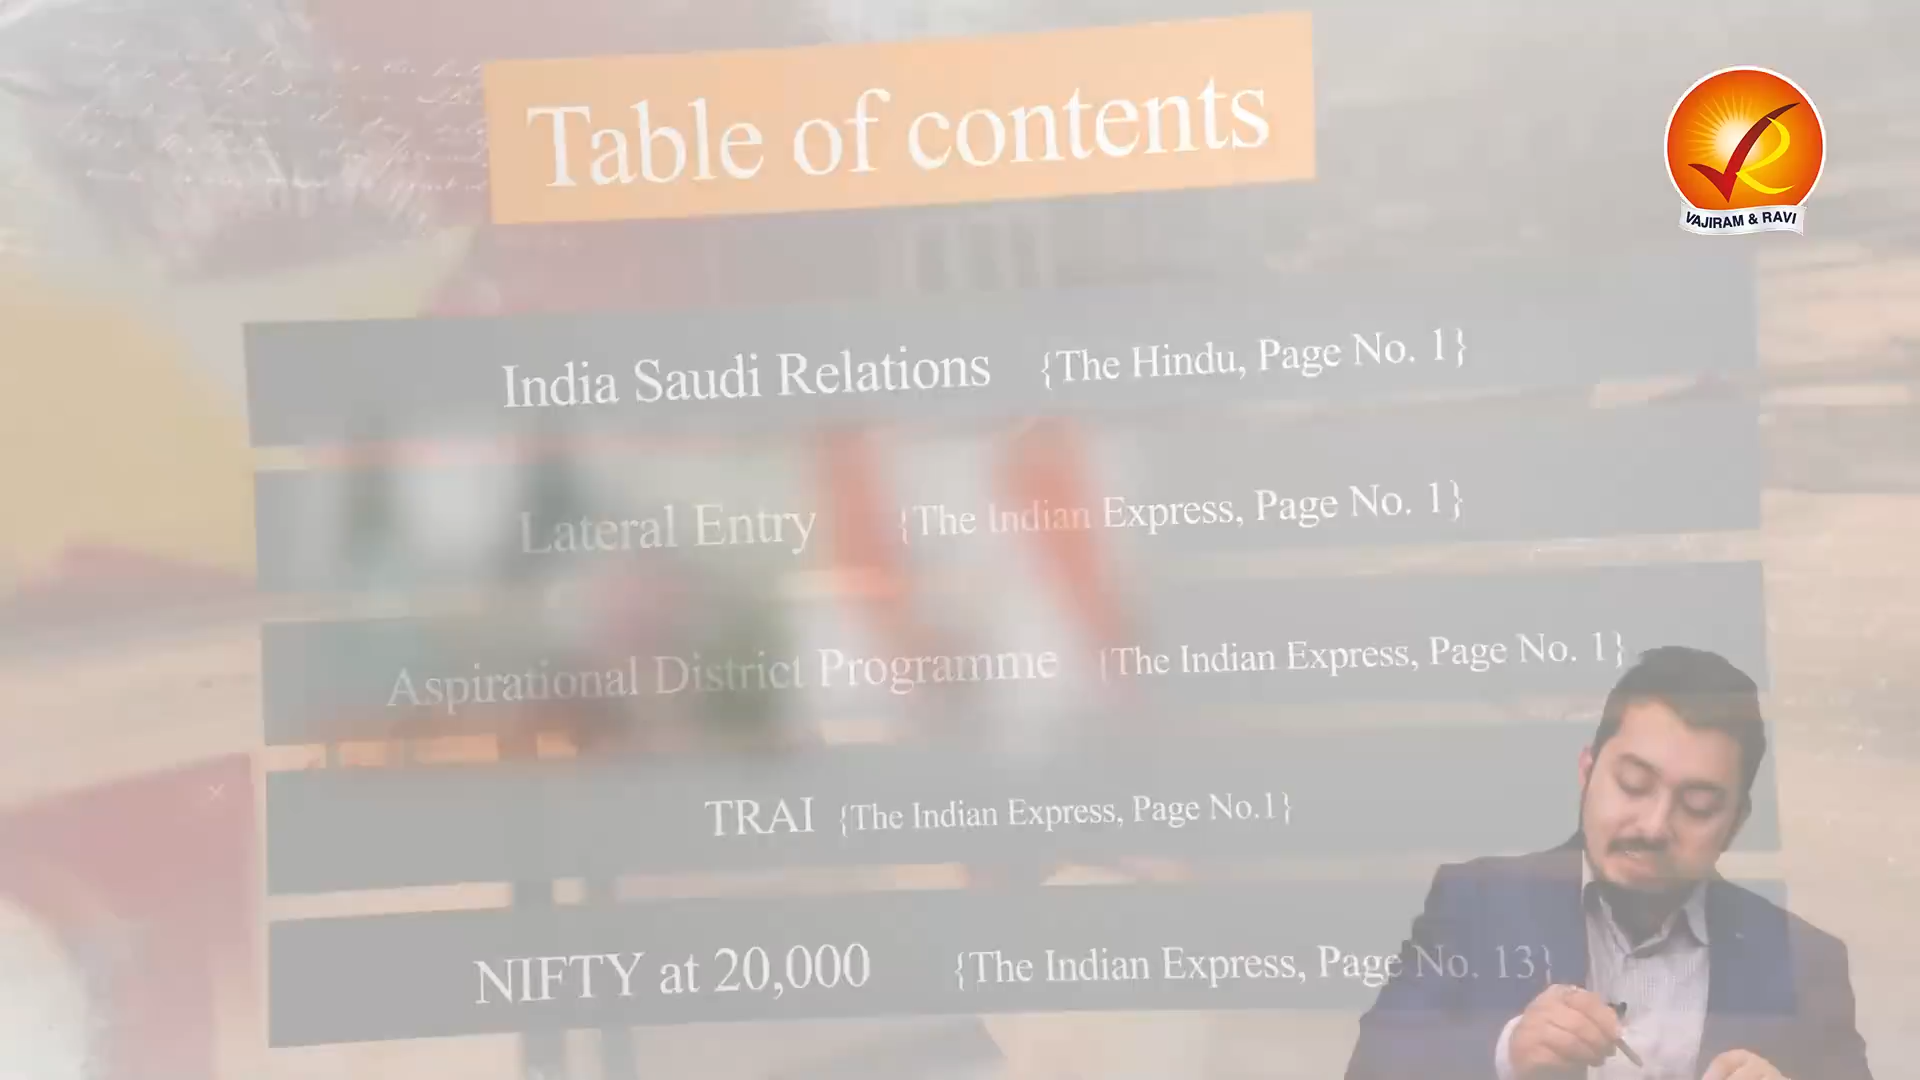 Table of contents
VAJIRAM & RAVI
India Saudi Relations {The Hindu, Page No. 1}
Lateral Entry {The Indian Express, Page No. 1}
Aspirational District Programme {The Indian Express, Page No. 1}
TRAI {The Indian Express, Page No.1}
NIFTY at 20,000 {The Indian Express, Page No. 13}